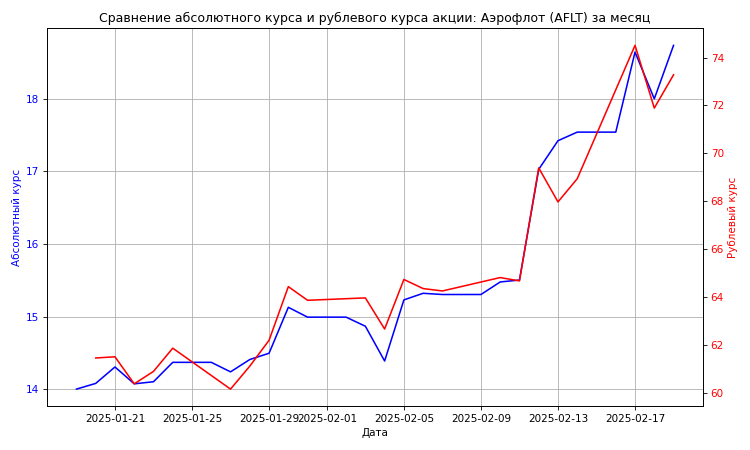 Сравнение абсолютного курса и рублевого курса акции: Аэрофлот (AFLT) за месяц
Абсолютный курс
18
17
16
15
14
74
72
70
68
66
64
62
60
Рублевый курс
2025-01-21 2025-01-25 2025-01-29 2025-02-01 2025-02-05 2025-02-09 2025-02-13 2025-02-17
Дата